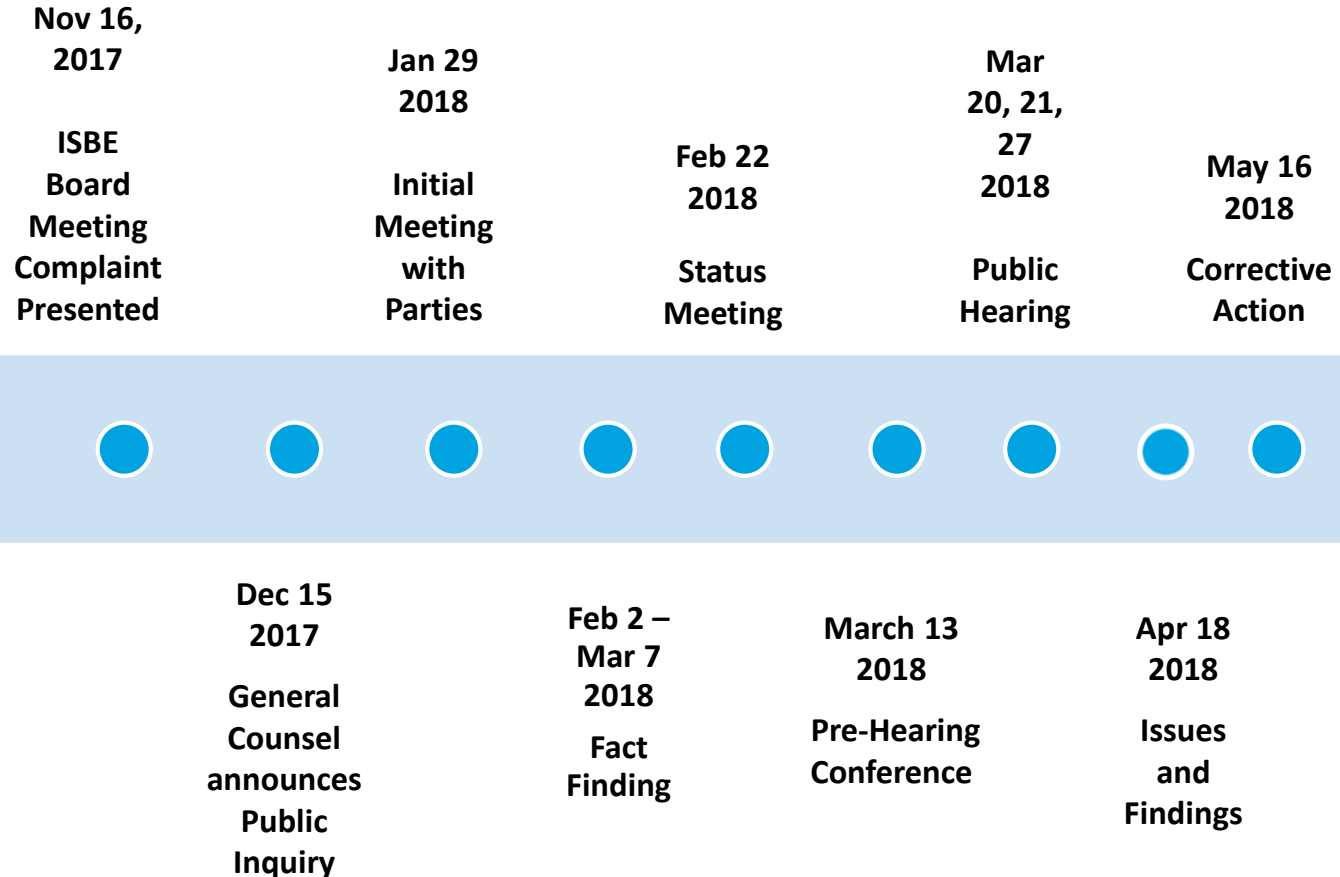 Nov 16,
2017
ISBE
Board
Meeting
Complaint
Presented
Dec 15
2017
General
Counsel
announces
Public
Inquiry
Jan 29
2018
Initial
Meeting
with
Parties
Feb 2 –
Mar 7
2018
Fact
Finding
Feb 22
2018
Status
Meeting
March 13
2018
Pre-Hearing
Conference
Mar
20, 21,
27
2018
Public
Hearing
Apr 18
2018
Issues
and
Findings
May 16
2018
Corrective
Action